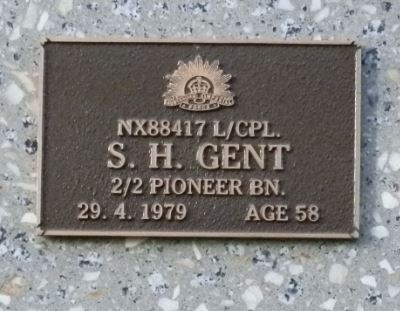 NX88417 L/CPL.
S. H. GENT
2/2 PIONEER BN.
29. 4. 1979 AGE 58